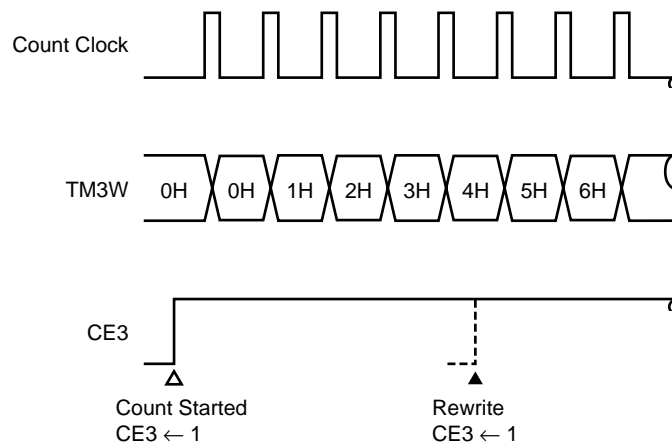 Count Clock
TM3W 0H 0H 1H 2H 3H 4H 5H 6H
CE3
Count Started
CE3 ← 1
Rewrite
CE3 ← 1